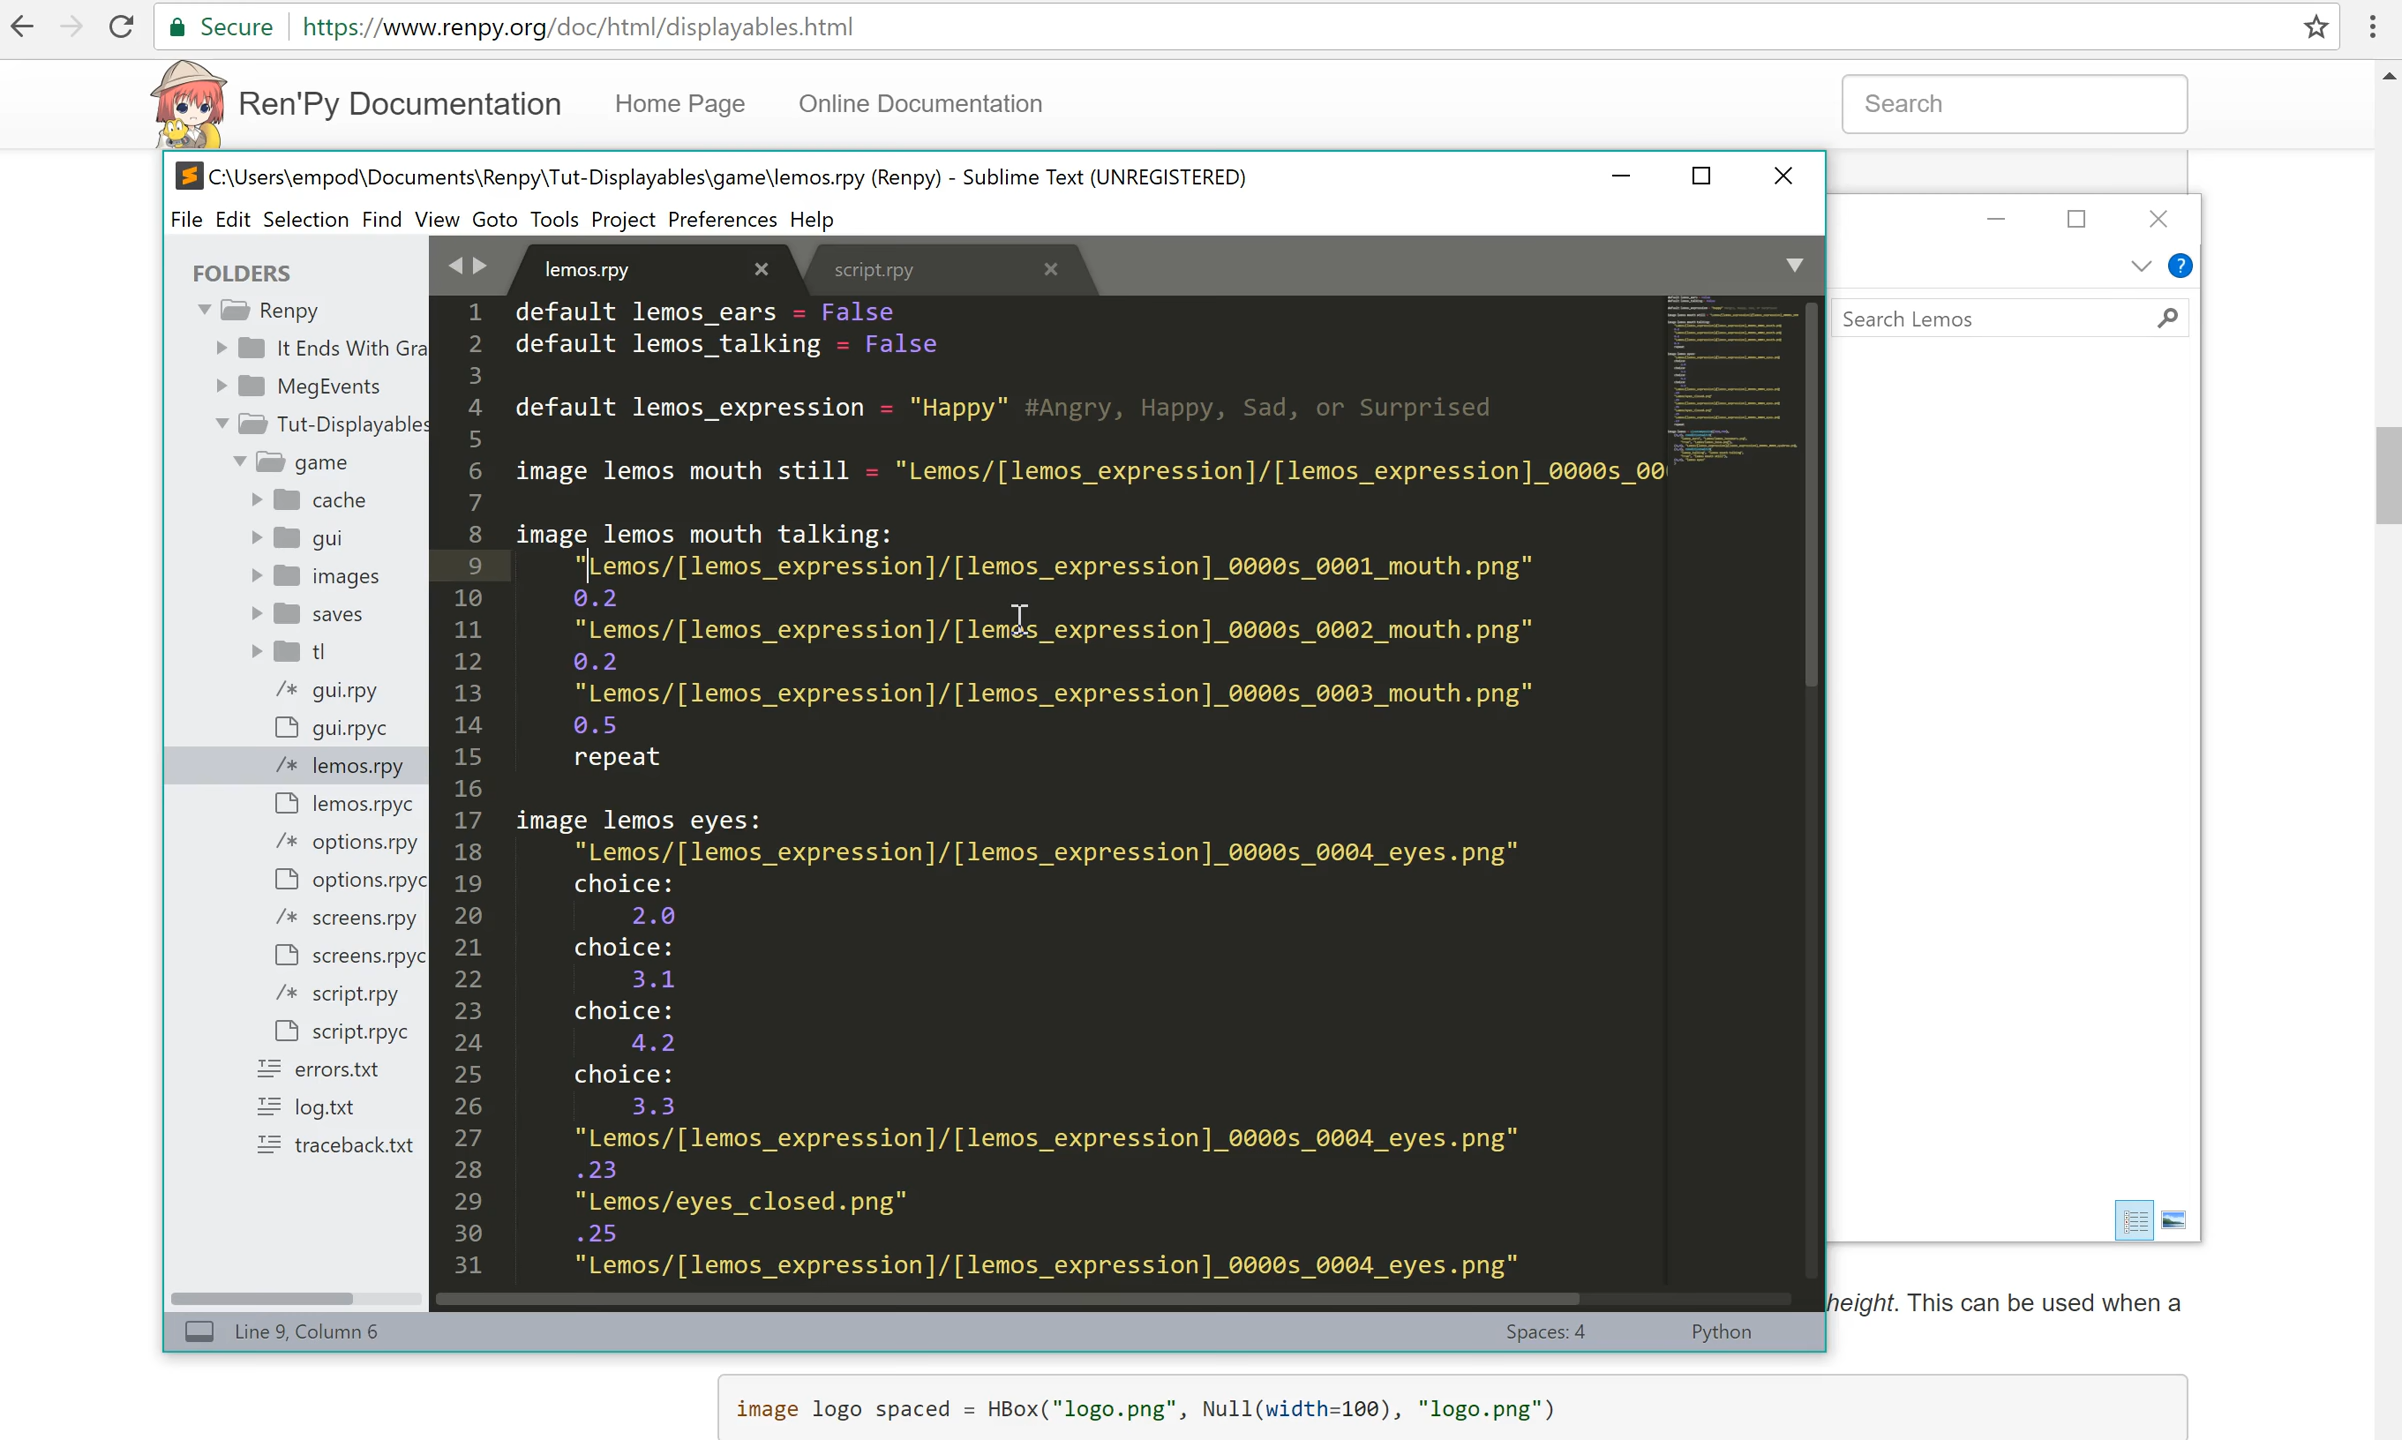 Secure https://www.renpy.org/doc/html/displayables.html
Ren'Py Documentation Home Page Online Documentation Search
C:\Users\empod\Documents\Renpy\Tut-Displayables\game\lemos.rpy (Renpy) - Sublime Text (UNREGISTERED)
File Edit Selection Find View Goto Tools Project Preferences Help
FOLDERS
Renpy
It Ends With Gra
MegEvents
Tut-Displayables
game
cache
gui
images
saves
tl
gui.rpy
gui.rpyc
lemos.rpy
lemos.rpyc
options.rpy
options.rpyc
screens.rpy
screens.rpyc
script.rpy
script.rpyc
errors.txt
log.txt
traceback.txt
lemos.rpy script.rpy
1 default lemos_ears = False
2 default lemos_talking = False
3
4 default lemos_expression = "Happy" #Angry, Happy, Sad, or Surprised
5
6 image lemos mouth still = "Lemos/[lemos_expression]/[lemos_expression]_0000s_00
7
8 image lemos mouth talking:
9 "Lemos/[lemos_expression]/[lemos_expression]_0000s_0001_mouth.png"
10 0.2
11 "Lemos/[lemos_expression]/[lemos_expression]_0000s_0002_mouth.png"
12 0.2
13 "Lemos/[lemos_expression]/[lemos_expression]_0000s_0003_mouth.png"
14 0.5
15 repeat
16
17 image lemos eyes:
18 "Lemos/[lemos_expression]/[lemos_expression]_0000s_0004_eyes.png"
19 choice:
20 2.0
21 choice:
22 3.1
23 choice:
24 4.2
25 choice:
26 3.3
27 "Lemos/[lemos_expression]/[lemos_expression]_0000s_0004_eyes.png"
28 .23
29 "Lemos/eyes_closed.png"
30 .25
31 "Lemos/[lemos_expression]/[lemos_expression]_0000s_0004_eyes.png"
Line 9, Column 6 Spaces: 4 Python
Search Lemos
height. This can be used when a
image logo spaced = HBox("logo.png", Null(width=100), "logo.png")